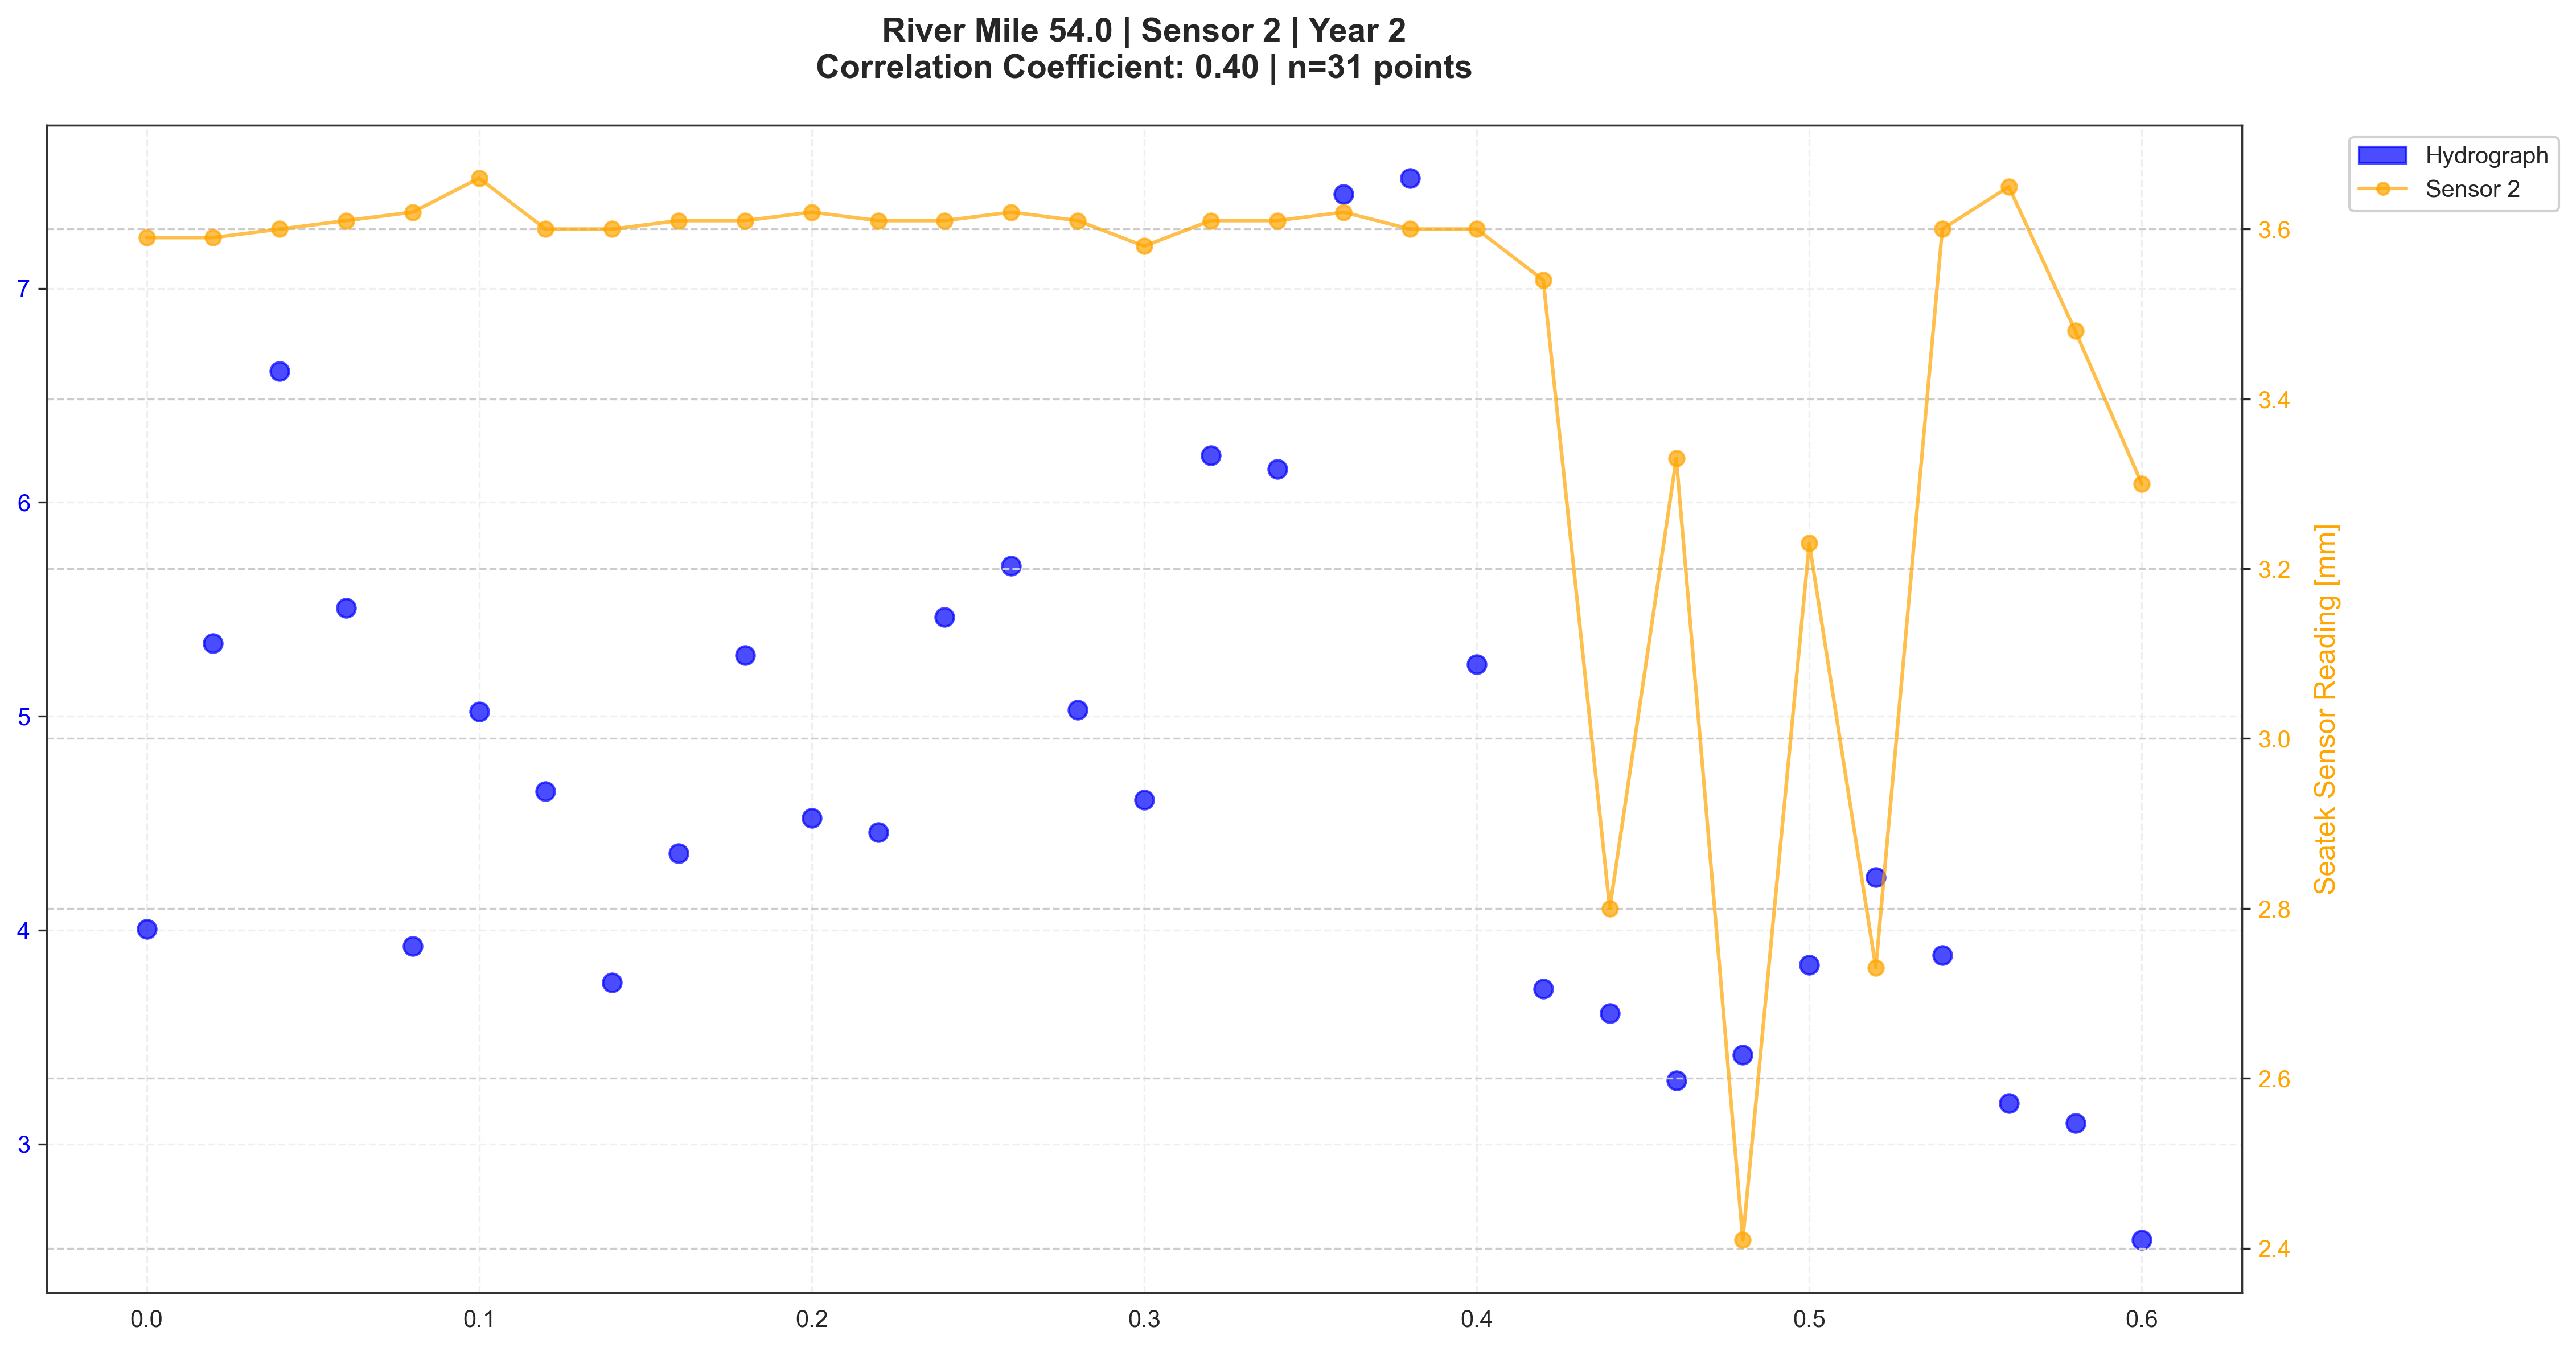 River Mile 54.0 | Sensor 2 | Year 2
Correlation Coefficient: 0.40 | n=31 points
Hydrograph
Sensor 2
7
6
5
4
3
3.6
3.4
3.2
3.0
2.8
2.6
2.4
Seatek Sensor Reading [mm]
0.0 0.1 0.2 0.3 0.4 0.5 0.6